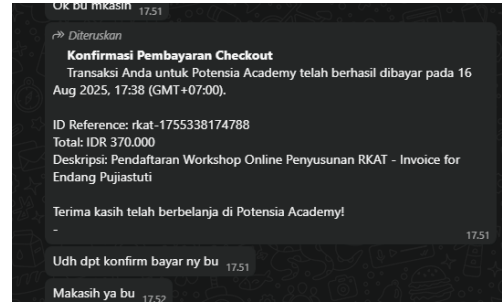 Ok bu mkasin 17.51
Diteruskan
Konfirmasi Pembayaran Checkout
Transaksi Anda untuk Potensia Academy telah berhasil dibayar pada 16
Aug 2025, 17:38 (GMT+07:00).
ID Reference: rkat-1755338174788
Total: IDR 370.000
Deskripsi: Pendaftaran Workshop Online Penyusunan RKAT - Invoice for
Endang Pujiastuti
Terima kasih telah berbelanja di Potensia Academy!
-
17.51
Udh dpt konfirm bayar ny bu 17.51
Makasih ya bu 17.52